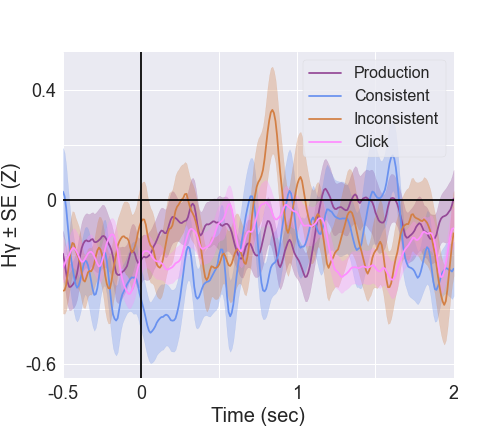 Production
Consistent
Inconsistent
Click
0.4
0
-0.6
Hγ ± SE (Z)
-0.5
0
1
2
Time (sec)